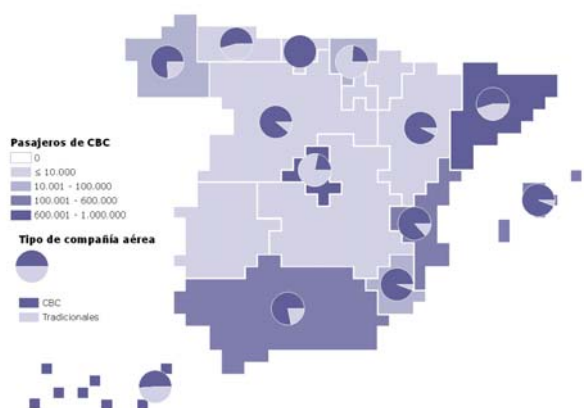 Pasajeros de CBC
0
≤ 10.000
10.001 - 100.000
100.001 - 600.000
600.001 - 1.000.000
Tipo de compañía aérea
CBC
Tradicionales